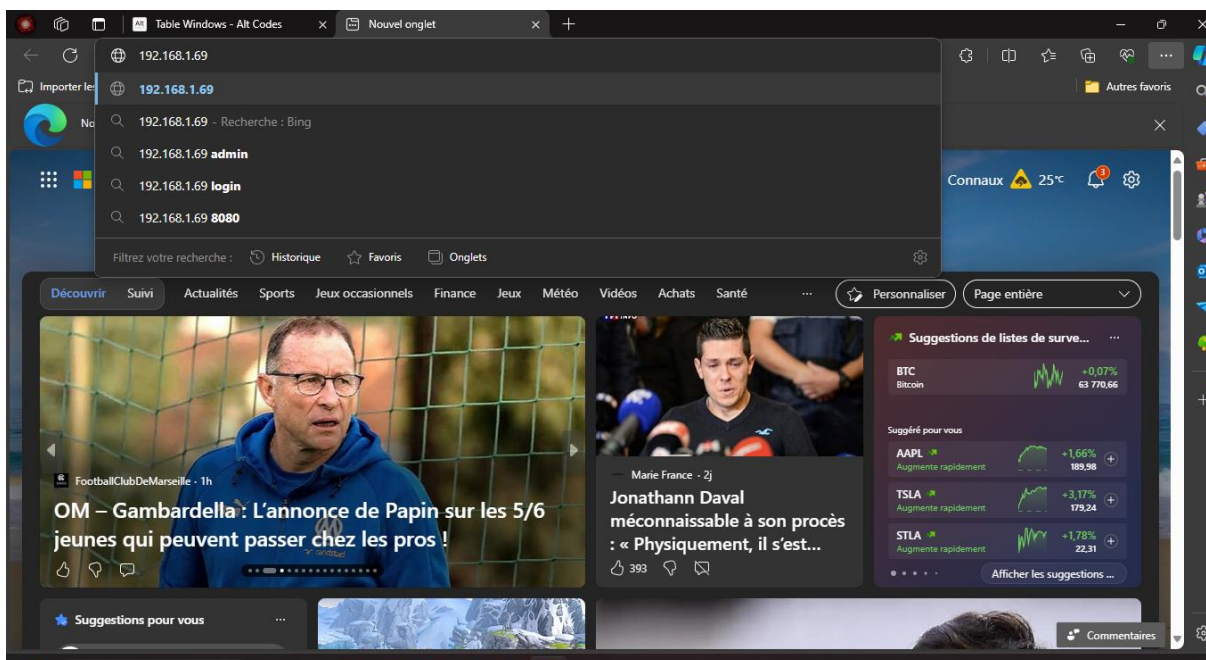 Table Windows - Alt Codes
Nouvel onglet
192.168.1.69
Importer les
Autres favoris
192.168.1.69
No
192.168.1.69 - Recherche : Bing
192.168.1.69 admin
192.168.1.69 login
192.168.1.69 8080
Connaux 25°C 3
Filtrez votre recherche : Historique Favoris Onglets
Découvrir Suivi Actualités Sports Jeux occasionnels Finance Jeux Météo Vidéos Achats Santé ... Personnaliser Page entière
FootballClubDeMarseille · 1h
OM – Gambardella : L'annonce de Papin sur les 5/6
jeunes qui peuvent passer chez les pros !
Marie France · 2j
Jonathann Daval
méconnaissable à son procès
: « Physiquement, il s'est...
393
Suggestions de listes de surve... ...
BTC +0,07%
Bitcoin 63 770,66
Suggéré pour vous
AAPL +1,66%
Augmente rapidement 189,98
TSLA +3,17%
Augmente rapidement 179,24
STLA +1,78%
Augmente rapidement 22,31
Afficher les suggestions ...
Suggestions pour vous ...
Commentaires